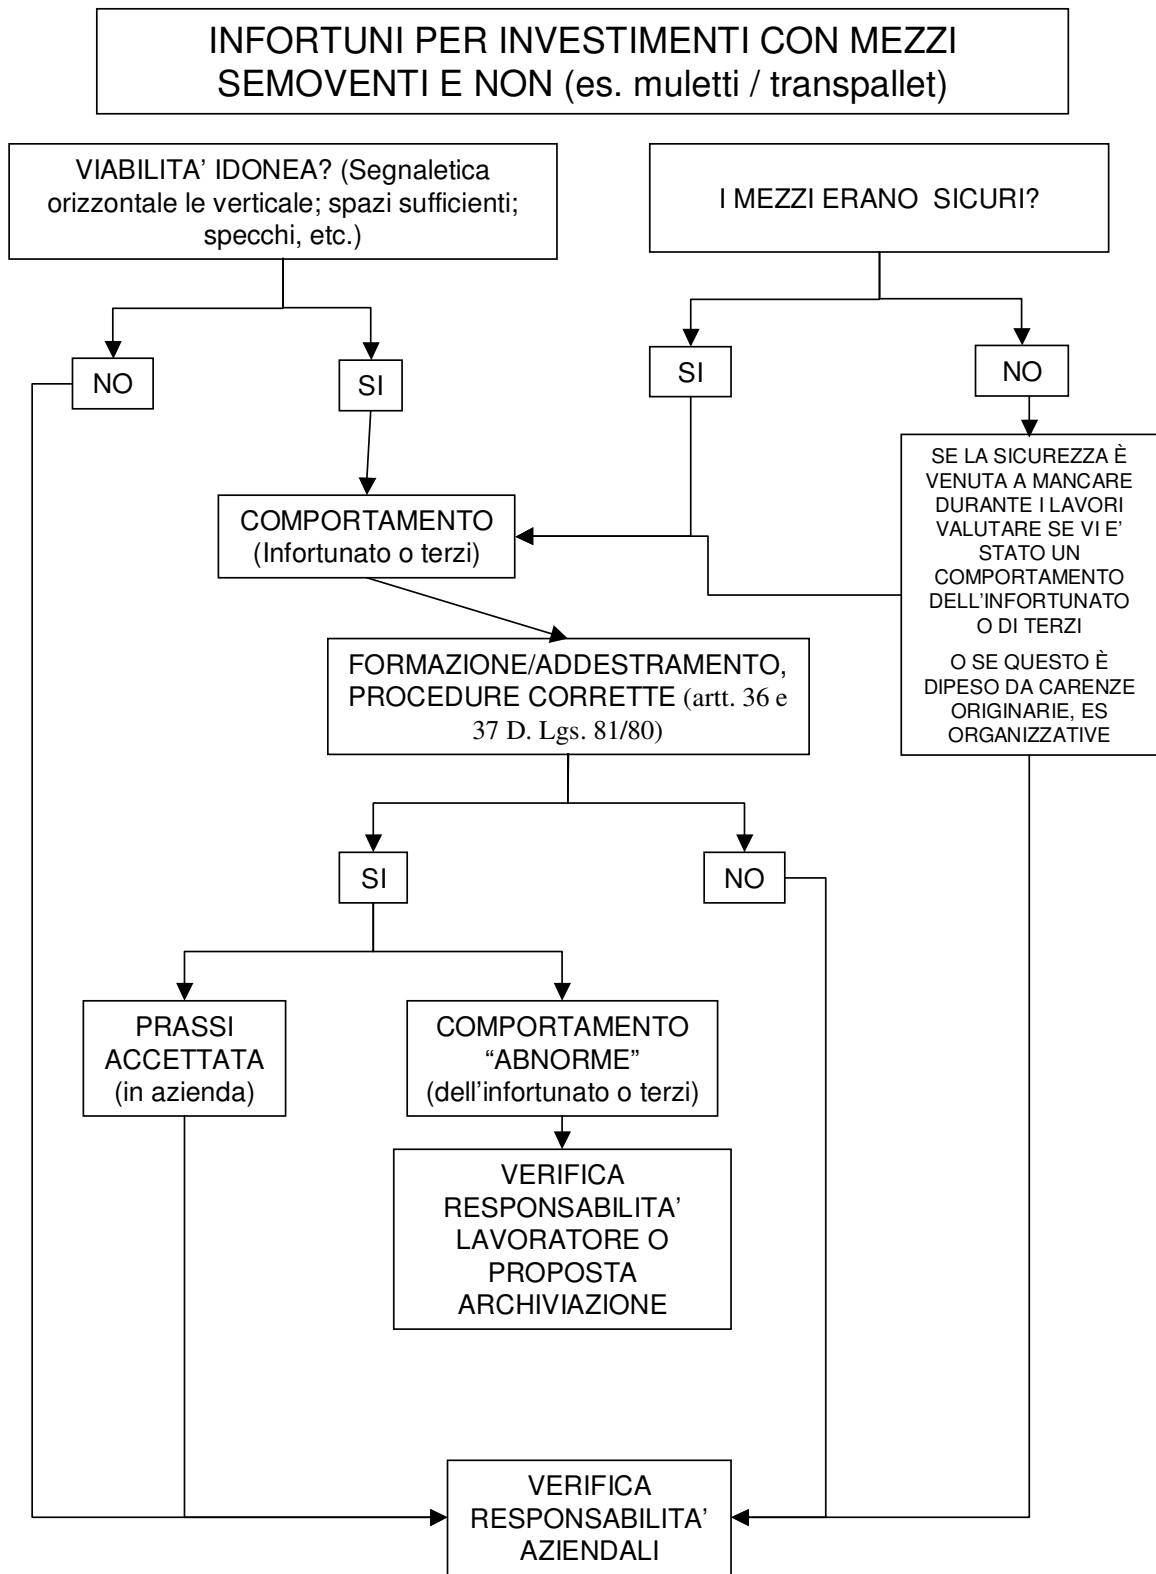 INFORTUNI PER INVESTIMENTI CON MEZZI
SEMOVENTI E NON (es. muletti / transpallet)
VIABILITA' IDONEA? (Segnaletica
orizzontale le verticale; spazi sufficienti;
specchi, etc.)
I MEZZI ERANO SICURI?
NO
SI
SI
NO
COMPORTAMENTO
(Infortunato o terzi)
SE LA SICUREZZA È
VENUTA A MANCARE
DURANTE I LAVORI
VALUTARE SE VI E'
STATO UN
COMPORTAMENTO
DELL'INFORTUNATO
O DI TERZI
O SE QUESTO È
DIPESO DA CARENZE
ORIGINARIE, ES
ORGANIZZATIVE
FORMAZIONE/ADDESTRAMENTO,
PROCEDURE CORRETTE (artt. 36 e
37 D. Lgs. 81/80)
SI
NO
PRASSI
ACCETTATA
(in azienda)
COMPORTAMENTO
“ABNORME”
(dell'infortunato o terzi)
VERIFICA
RESPONSABILITA'
LAVORATORE O
PROPOSTA
ARCHIVIAZIONE
VERIFICA
RESPONSABILITA'
AZIENDALI